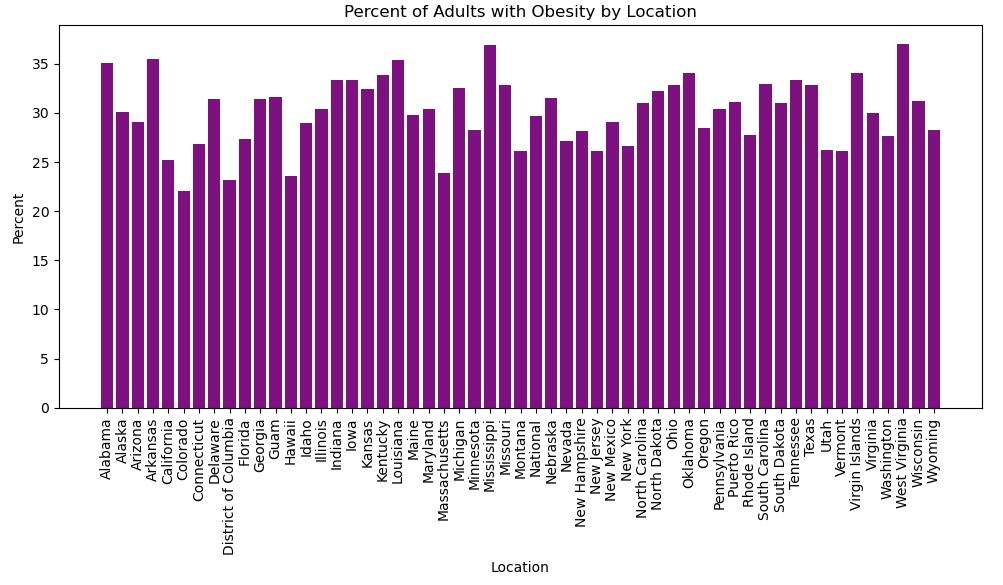 Percent of Adults with Obesity by Location
Percent
35
30
25
20
15
10
5
0
Alabama
Alaska
Arizona
Arkansas
California
Colorado
Connecticut
Delaware
District of Columbia
Florida
Georgia
Guam
Hawaii
Idaho
Illinois
Indiana
Iowa
Kansas
Kentucky
Louisiana
Maine
Maryland
Massachusetts
Michigan
Minnesota
Mississippi
Missouri
Montana
National
Nebraska
Nevada
New Hampshire
New Jersey
New Mexico
New York
North Carolina
North Dakota
Ohio
Oklahoma
Oregon
Pennsylvania
Puerto Rico
Rhode Island
South Carolina
South Dakota
Tennessee
Texas
Utah
Vermont
Virgin Islands
Virginia
Washington
West Virginia
Wisconsin
Wyoming
Location